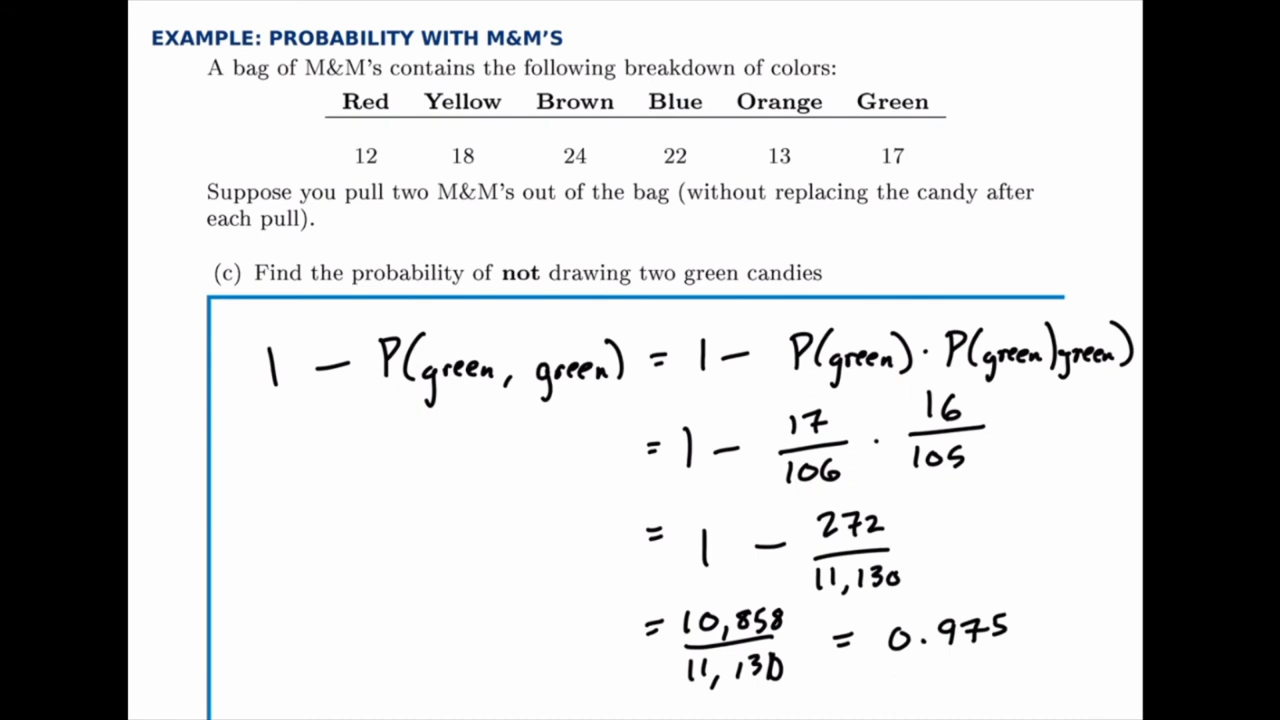 EXAMPLE: PROBABILITY WITH M&M'S
A bag of M&M's contains the following breakdown of colors:
Red Yellow Brown Blue Orange Green
12 18 24 22 13 17
Suppose you pull two M&M's out of the bag (without replacing the candy after
each pull).
(c) Find the probability of not drawing two green candies
1 - P(green, green) = 1 - P(green) · P(green|green)
= 1 - 17/106 · 16/105
= 1 - 272/11,130
= 10,858/11,130 = 0.975